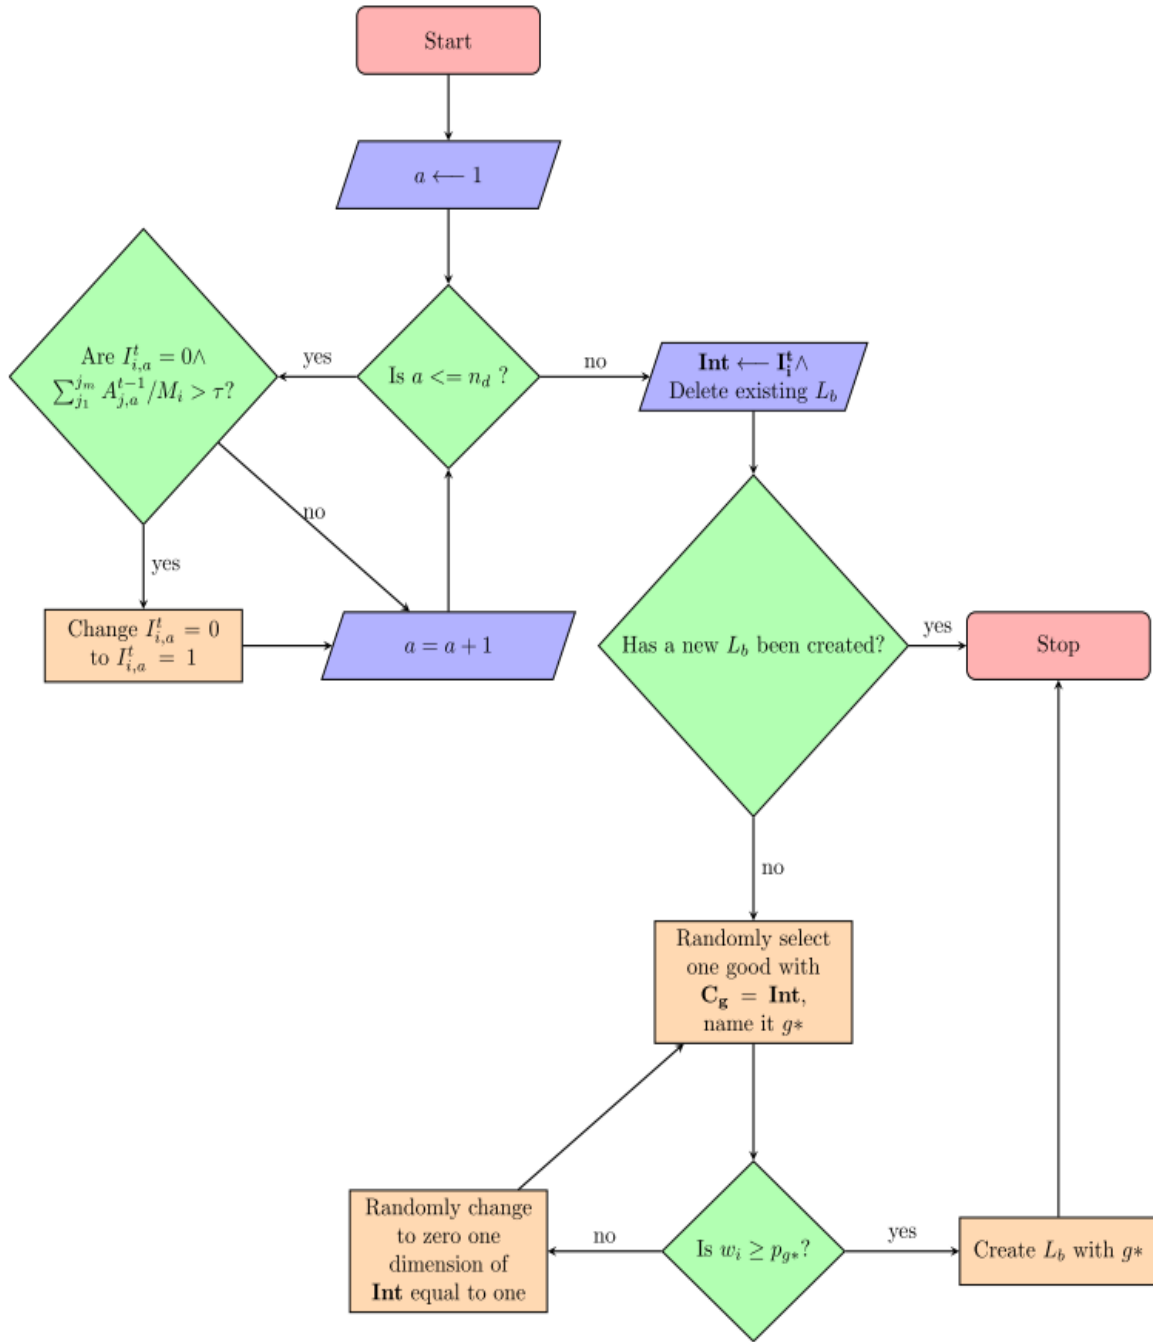 Start
a ⟵ 1
Are I^t_{i,a} = 0∧
∑^{j_m}_{j_1} A^{t−1}_{j,a}/M_i > τ?
yes
Is a <= n_d ?
no
Int ⟵ I^t_i∧
Delete existing L_b
no
yes
Change I^t_{i,a} = 0
to I^t_{i,a} = 1
a = a + 1
Has a new L_b been created?
yes
Stop
no
Randomly select
one good with
C_g = Int,
name it g∗
Randomly change
to zero one
dimension of
Int equal to one
no
Is w_i ≥ p_{g∗}?
yes
Create L_b with g∗